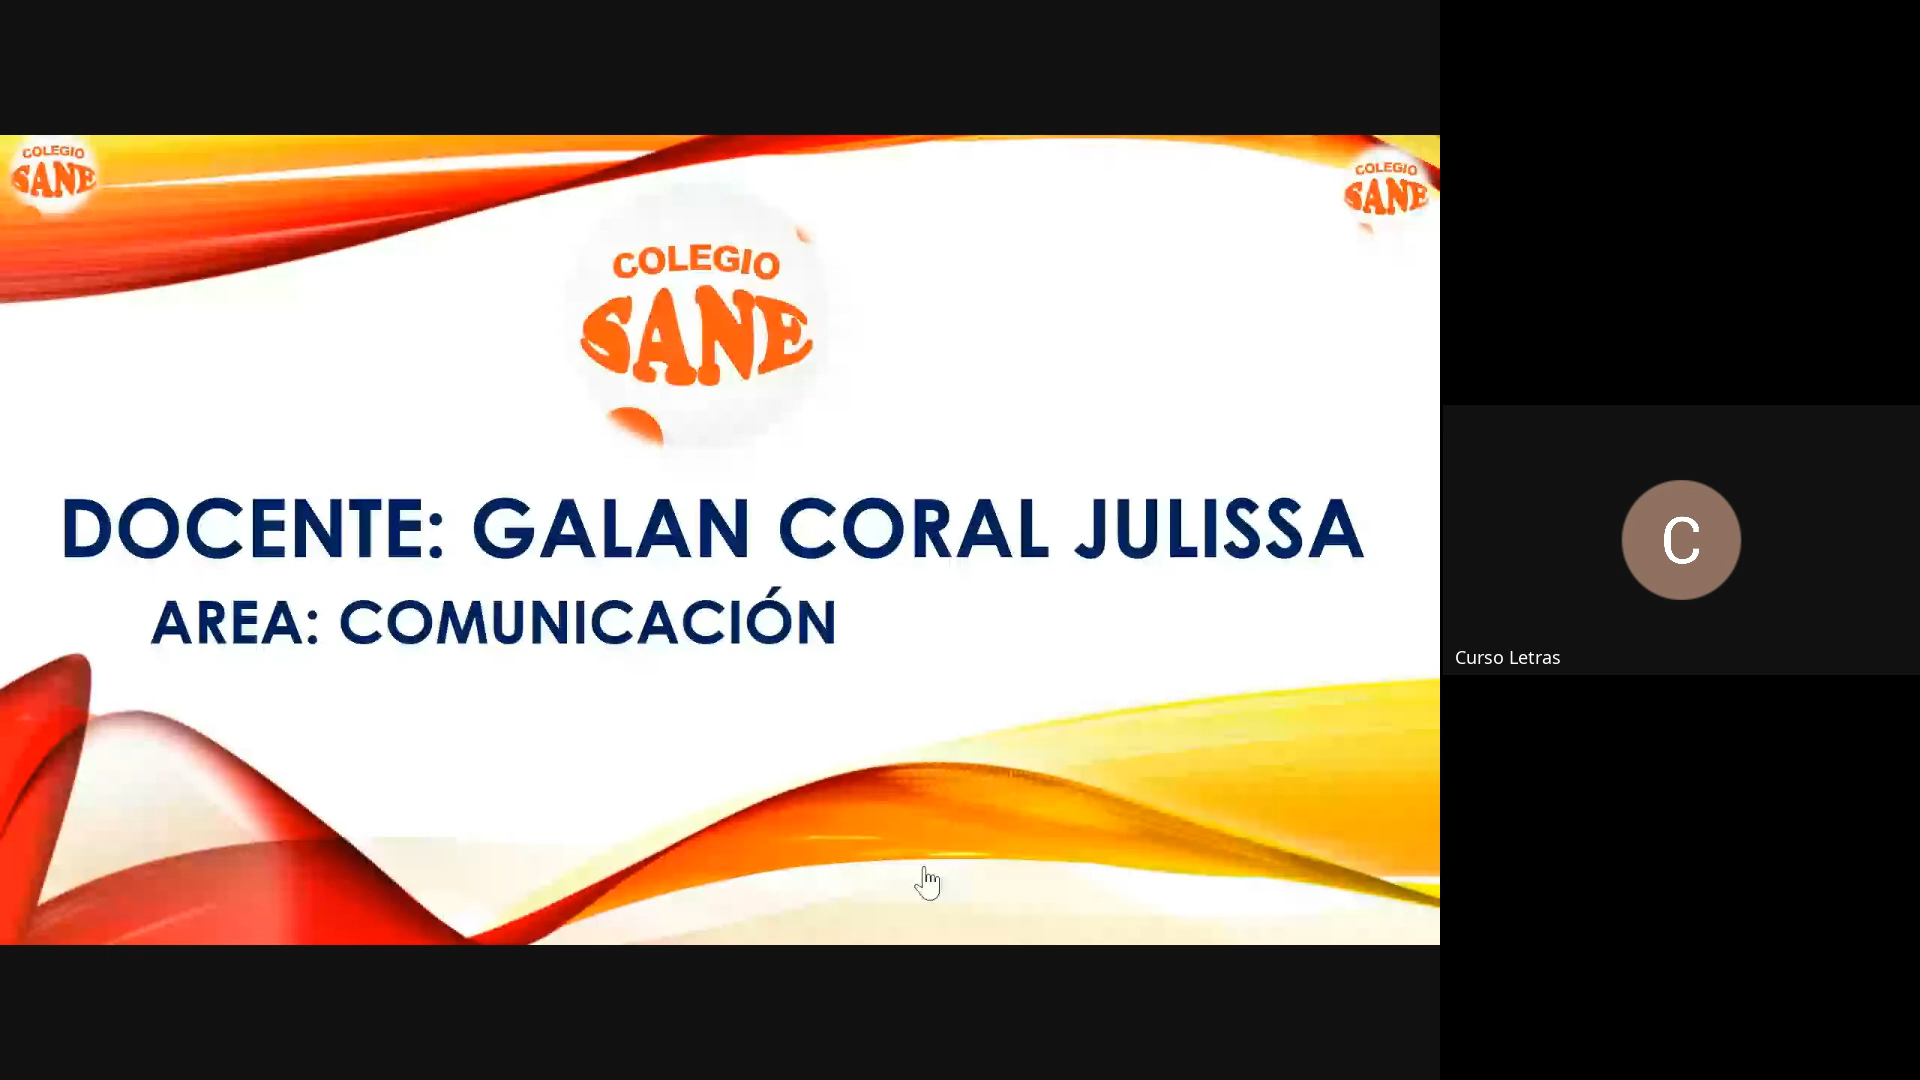 COLEGIO
SANE
COLEGIO
SANE
COLEGIO
SANE
DOCENTE: GALAN CORAL JULISSA
AREA: COMUNICACIÓN
C
Curso Letras